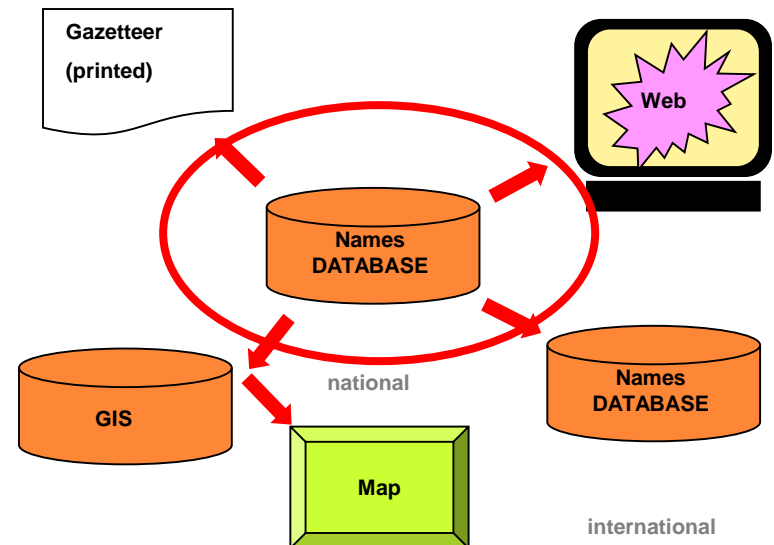 Gazetteer
(printed)
Web
Names
DATABASE
national
Names
DATABASE
GIS
Map
international